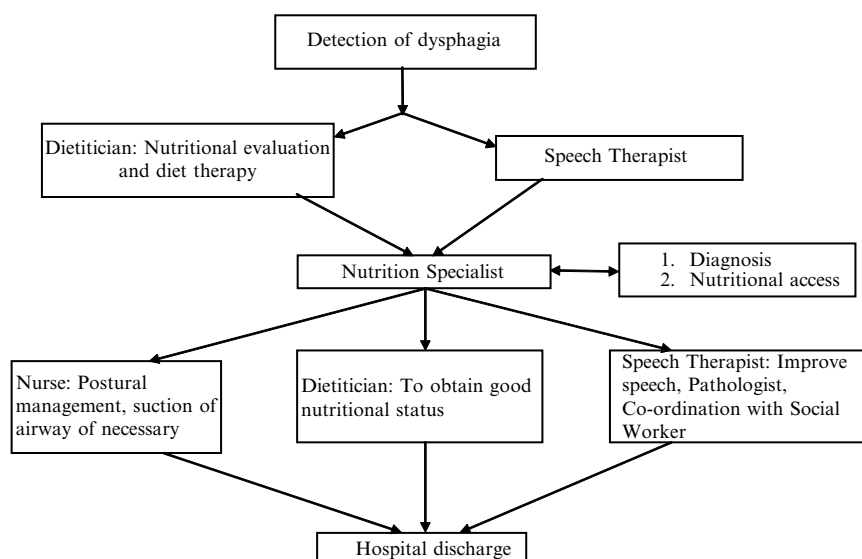 Detection of dysphagia
Dietitician: Nutritional evaluation
and diet therapy
Speech Therapist
Nutrition Specialist
1. Diagnosis
2. Nutritional access
Nurse: Postural
management, suction of
airway of necessary
Dietitician: To obtain good
nutritional status
Speech Therapist: Improve
speech, Pathologist,
Co-ordination with Social
Worker
Hospital discharge